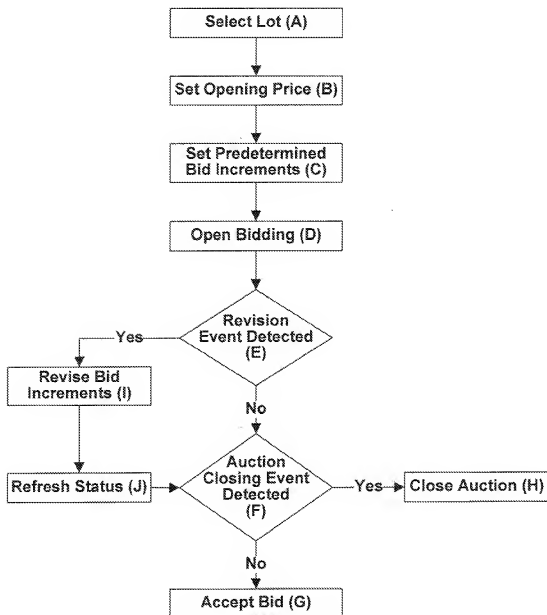 Select Lot (A)
Set Opening Price (B)
Set Predetermined
Bid Increments (C)
Open Bidding (D)
Revision
Event Detected
(E)
Yes
Revise Bid
Increments (I)
No
Auction
Closing Event
Detected
(F)
Refresh Status (J)
Yes
Close Auction (H)
No
Accept Bid (G)